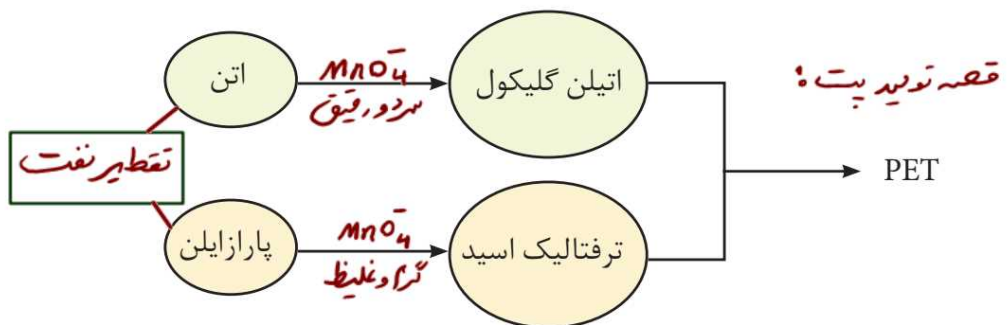 قصه تولید پت:
تقطیر نفت
اتن
MnO₄⁻
سرد و رقیق
اتیلن گلیکول
پارازایلن
MnO₄⁻
گرم و غلیظ
ترفتالیک اسید
PET